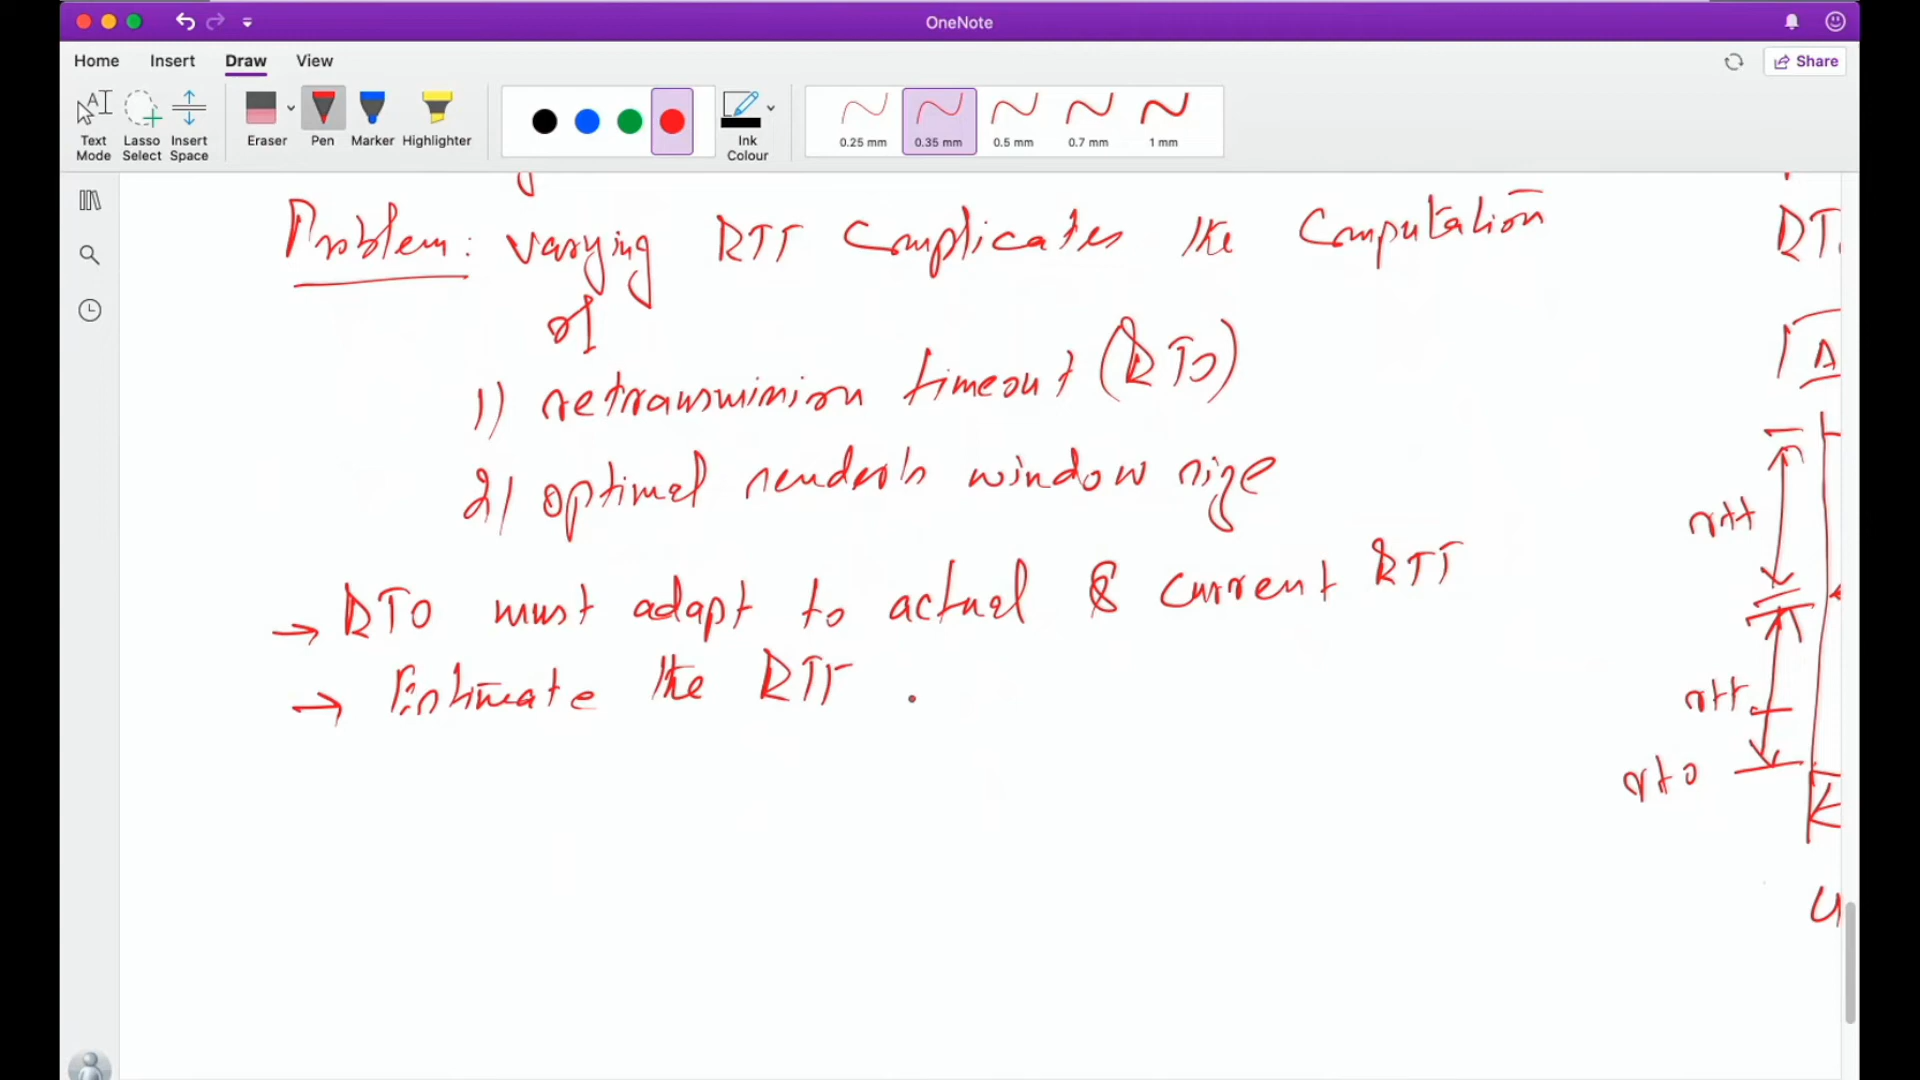 OneNote
Home Insert Draw View
Share
Text Mode
Lasso Select
Insert Space
Eraser
Pen
Marker
Highlighter
Ink Colour
0.25 mm
0.35 mm
0.5 mm
0.7 mm
1 mm
Problem: varying RTT complicates the computation
of
1) retransmission timeout (RTO)
2) optimal sender's window size
→ RTO must adapt to actual & current RTT
→ Estimate the RTT
RT
A
rtt
rtt
rto